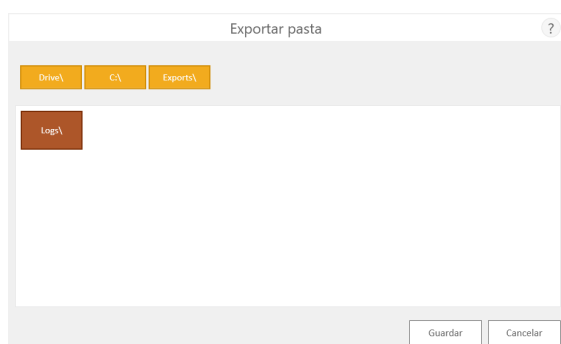 Exportar pasta
?
Drive\ C:\ Exports\
Logs\
Guardar Cancelar